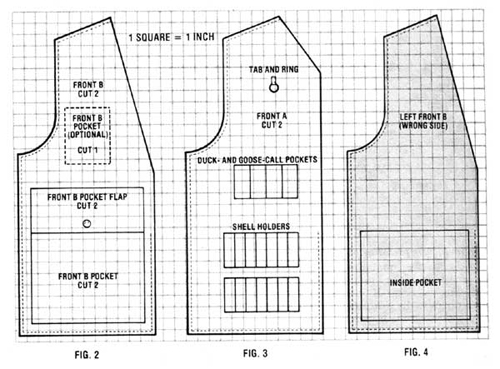 1 SQUARE = 1 INCH
FRONT B
CUT 2
FRONT B
POCKET
(OPTIONAL)
CUT 1
FRONT B POCKET FLAP
CUT 2
FRONT B POCKET
CUT 2
FIG. 2
TAB AND RING
FRONT A
CUT 2
DUCK- AND GOOSE-CALL POCKETS
SHELL HOLDERS
FIG. 3
LEFT FRONT B
(WRONG SIDE)
INSIDE POCKET
FIG. 4